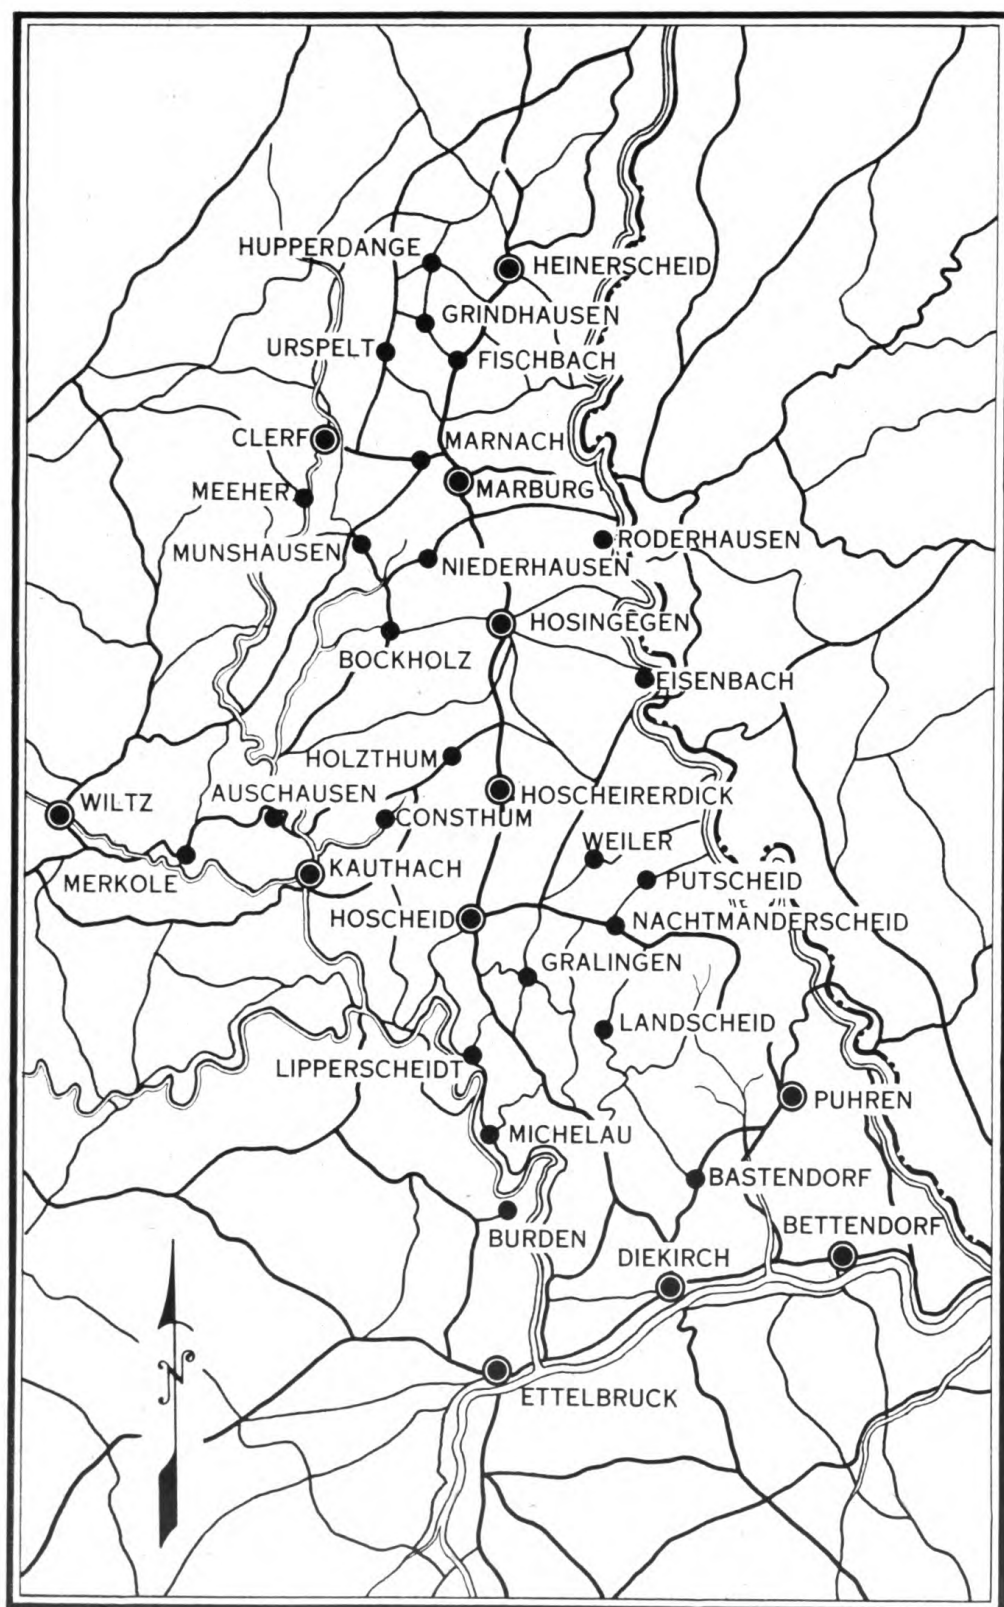 HUPPERDANGE
HEINERSCHEID
GRINDHAUSEN
URSPELT
FISCHBACH
CLERF
MARNACH
MEEHER
MARBURG
MUNSHAUSEN
RODERHAUSEN
NIEDERHAUSEN
HOSINGEGEN
BOCKHOLZ
EISENBACH
HOLZTHUM
WILTZ
AUSCHAUSEN
HOSCHEIRERDICK
CONSTHUM
WEILER
MERKOLE
KAUTHACH
PUTSCHEID
HOSCHEID
NACHTMANDERSCHEID
GRALINGEN
LANDSCHEID
LIPPERSCHEIDT
PUHREN
MICHELAU
BASTENDORF
BURDEN
BETTENDORF
DIEKIRCH
N
ETTELBRUCK